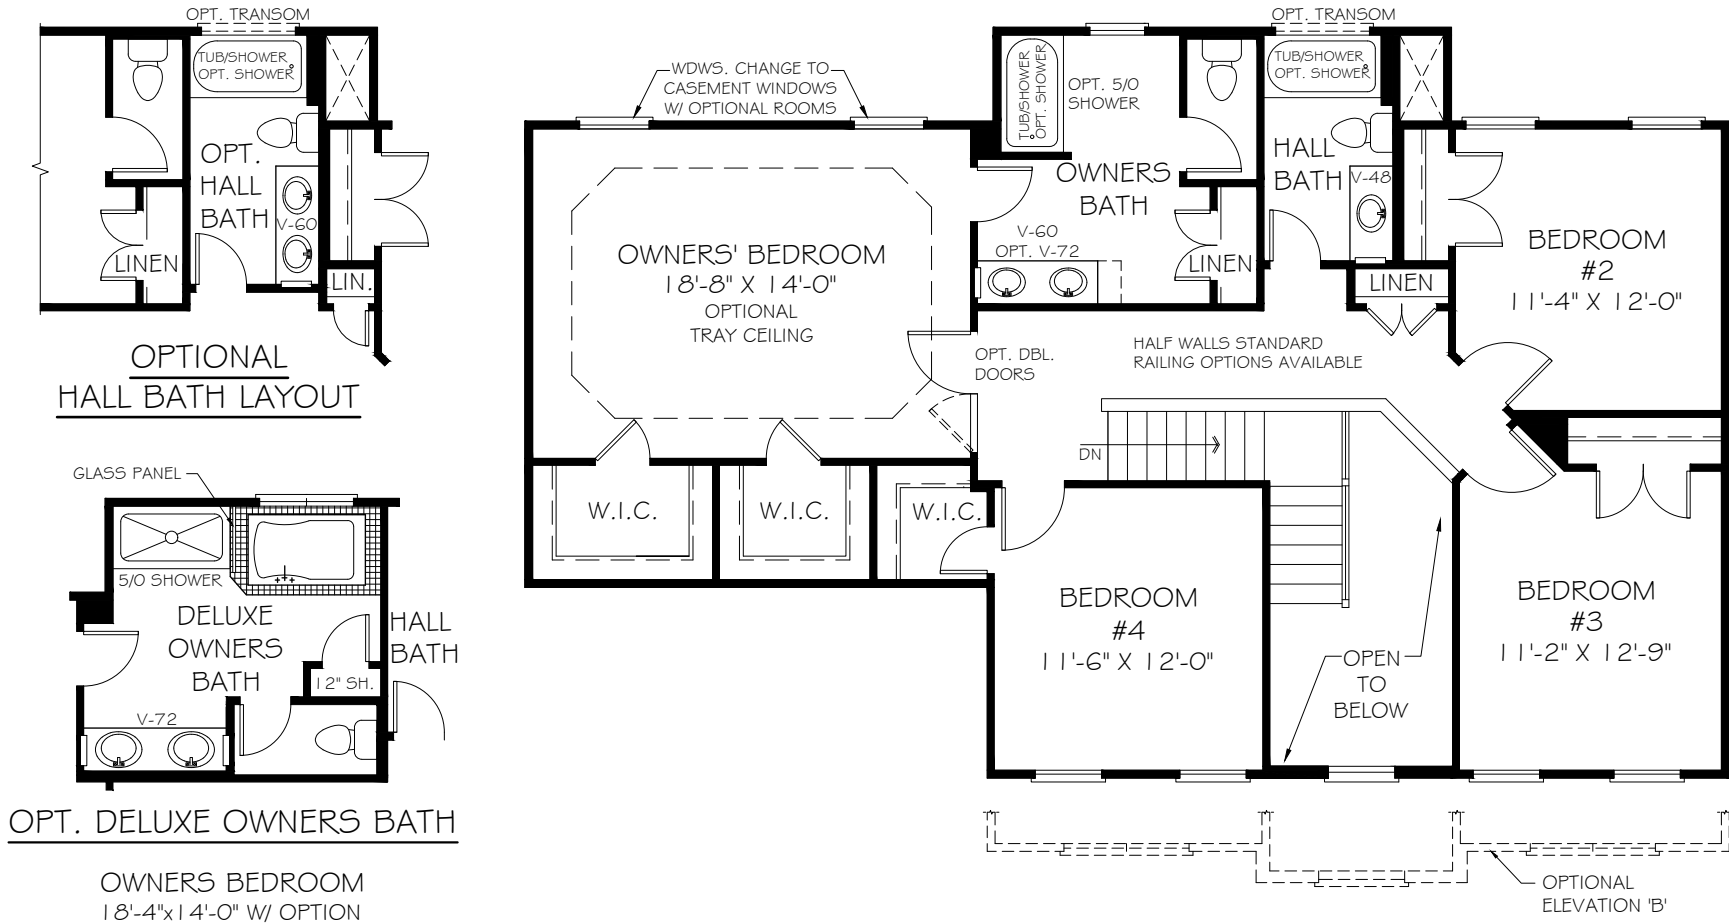 OPT. TRANSOM
TUB/SHOWER
OPT. SHOWER
OPT.
HALL
BATH
V-60
LINEN
LIN.
OPTIONAL
HALL BATH LAYOUT
GLASS PANEL
5/0 SHOWER
DELUXE
OWNERS
BATH
HALL
BATH
12" SH.
V-72
OPT. DELUXE OWNERS BATH
OWNERS BEDROOM
18'-4"x14'-0" W/ OPTION
WDWS. CHANGE TO
CASEMENT WINDOWS
W/ OPTIONAL ROOMS
OWNERS' BEDROOM
18'-8" X 14'-0"
OPTIONAL
TRAY CEILING
W.I.C.
W.I.C.
W.I.C.
TUB/SHOWER
OPT. SHOWER
OPT. 5/0
SHOWER
OWNERS
BATH
V-60
OPT. V-72
LINEN
OPT. TRANSOM
TUB/SHOWER
OPT. SHOWER
HALL
BATH
V-48
LINEN
BEDROOM
#2
11'-4" X 12'-0"
OPT. DBL.
DOORS
HALF WALLS STANDARD
RAILING OPTIONS AVAILABLE
DN
BEDROOM
#4
11'-6" X 12'-0"
OPEN
TO
BELOW
BEDROOM
#3
11'-2" X 12'-9"
OPTIONAL
ELEVATION 'B'